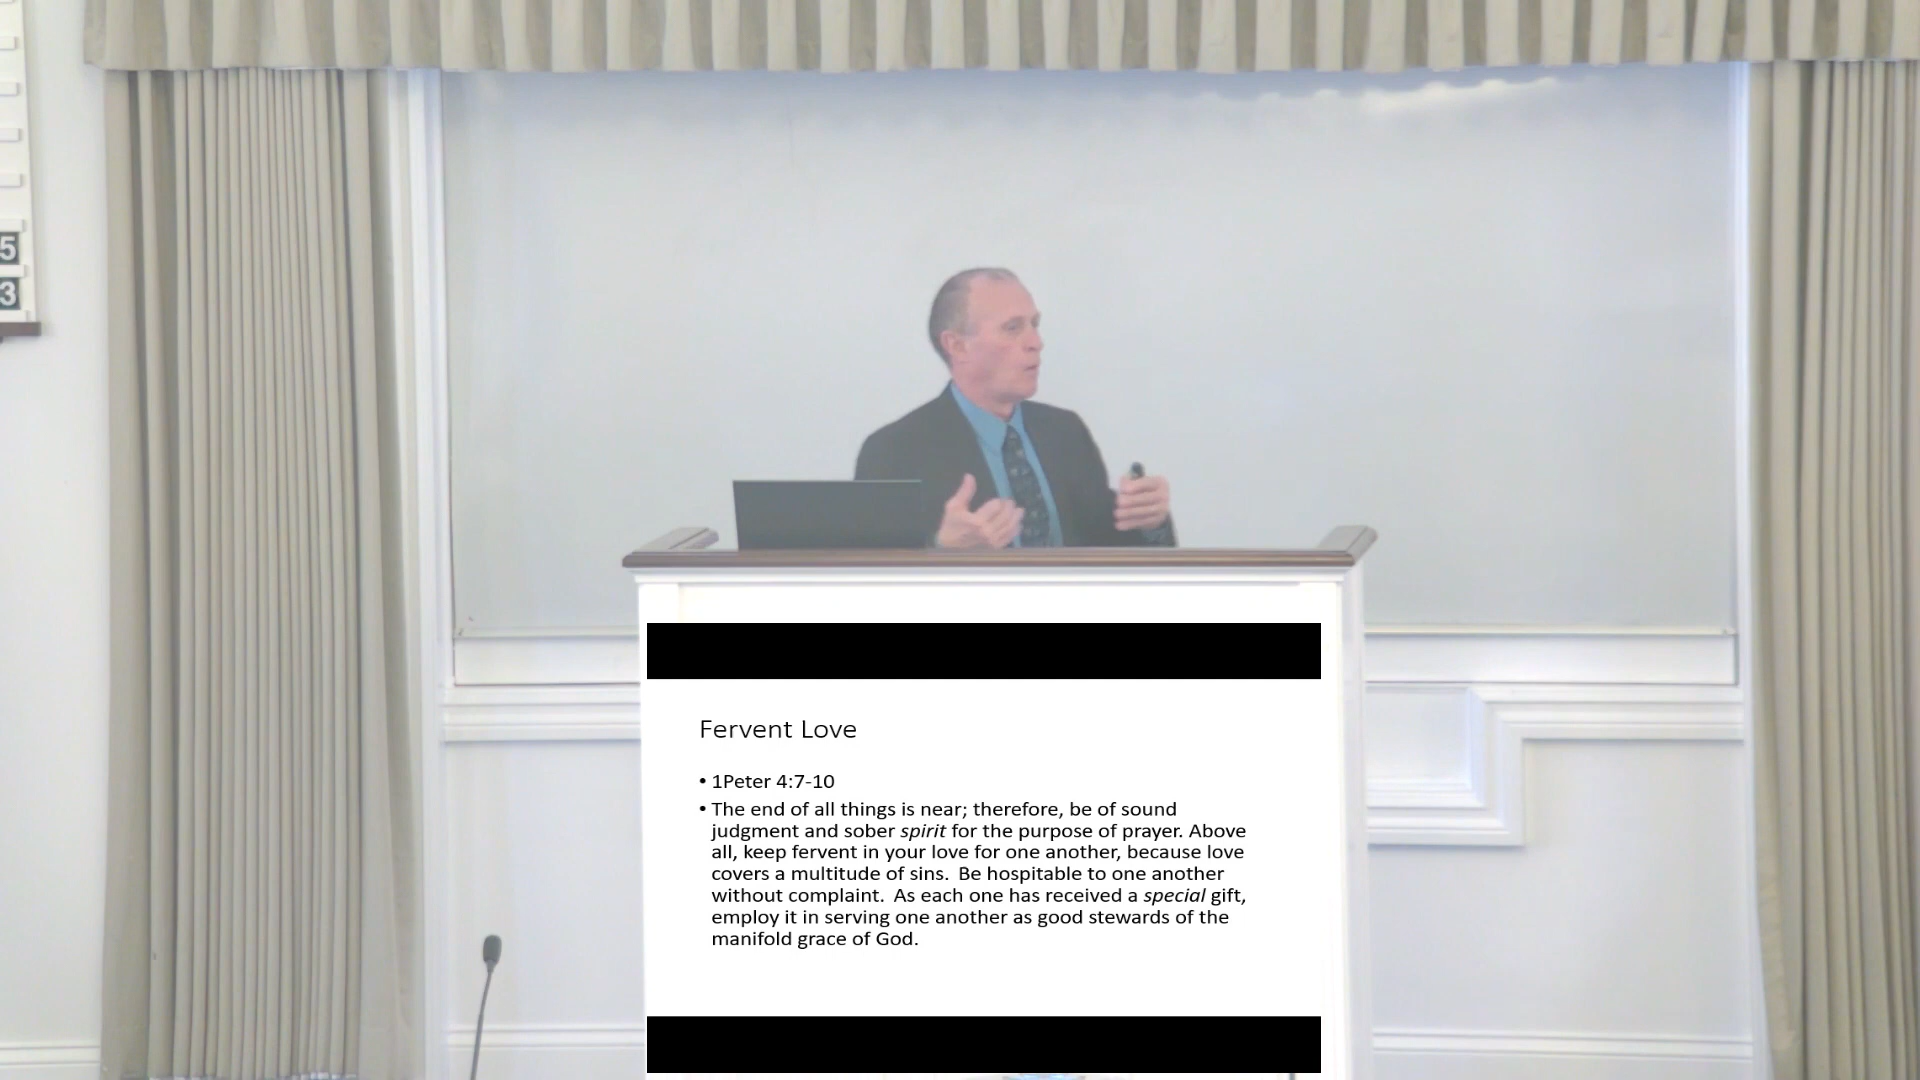 5
3
Fervent Love
• 1Peter 4:7-10
• The end of all things is near; therefore, be of sound
judgment and sober spirit for the purpose of prayer. Above
all, keep fervent in your love for one another, because love
covers a multitude of sins.  Be hospitable to one another
without complaint.  As each one has received a special gift,
employ it in serving one another as good stewards of the
manifold grace of God.